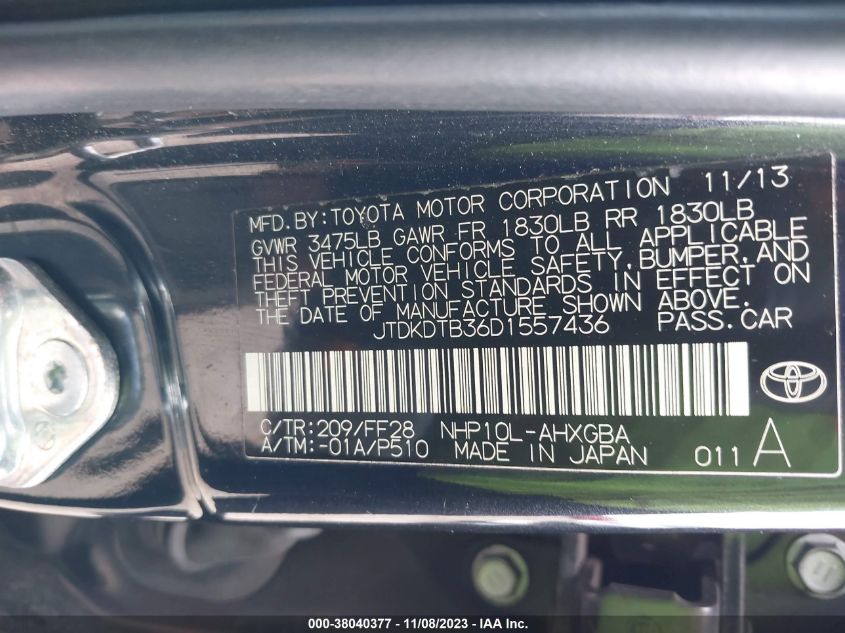 MFD.BY:TOYOTA MOTOR CORPORATION 11/13
GVWR 3475LB GAWR FR 1830LB RR 1830LB
THIS VEHICLE CONFORMS TO ALL APPLICABLE
FEDERAL MOTOR VEHICLE SAFETY,BUMPER,AND
THEFT PREVENTION STANDARDS IN EFFECT ON
THE DATE OF MANUFACTURE SHOWN ABOVE.
JTDKDTB36D1557436 PASS.CAR
C/TR:209/FF28 NHP10L-AHXGBA
A/TM:-01A/P510 MADE IN JAPAN 011 A
000-38040377 - 11/08/2023 - IAA Inc.